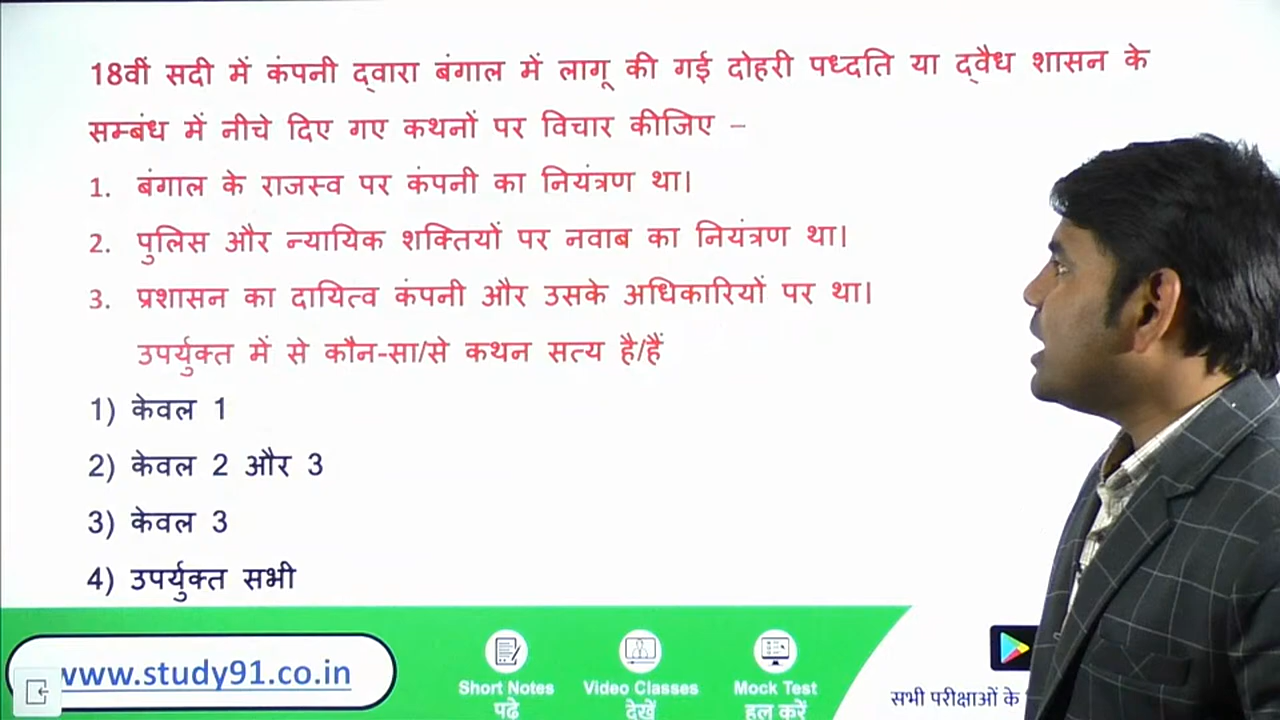 18वीं सदी में कंपनी द्वारा बंगाल में लागू की गई दोहरी पध्दति या द्वैध शासन के
सम्बंध में नीचे दिए गए कथनों पर विचार कीजिए –
1. बंगाल के राजस्व पर कंपनी का नियंत्रण था।
2. पुलिस और न्यायिक शक्तियों पर नवाब का नियंत्रण था।
3. प्रशासन का दायित्व कंपनी और उसके अधिकारियों पर था।
उपर्युक्त में से कौन-सा/से कथन सत्य है/हैं
1) केवल 1
2) केवल 2 और 3
3) केवल 3
4) उपर्युक्त सभी
www.study91.co.in
Short Notes
पढ़े
Video Classes
देखें
Mock Test
हल करें
सभी परीक्षाओं के